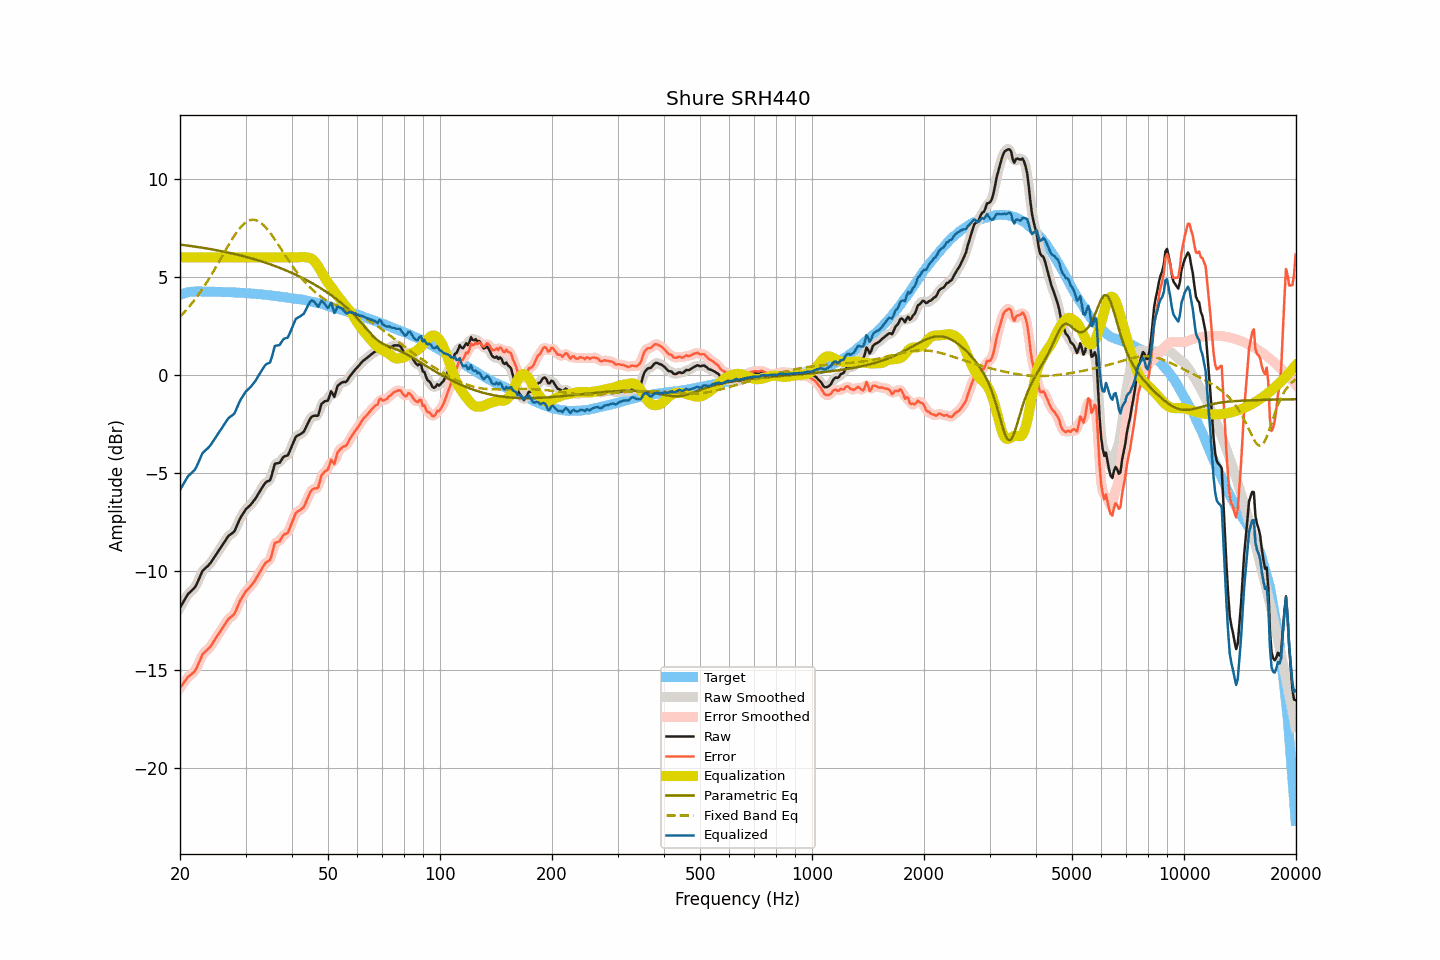 Shure SRH440
10
5
0
−5
−10
−15
−20
Amplitude (dBr)
Target
Raw Smoothed
Error Smoothed
Raw
Error
Equalization
Parametric Eq
Fixed Band Eq
Equalized
20 50 100 200 500 1000 2000 5000 10000 20000
Frequency (Hz)